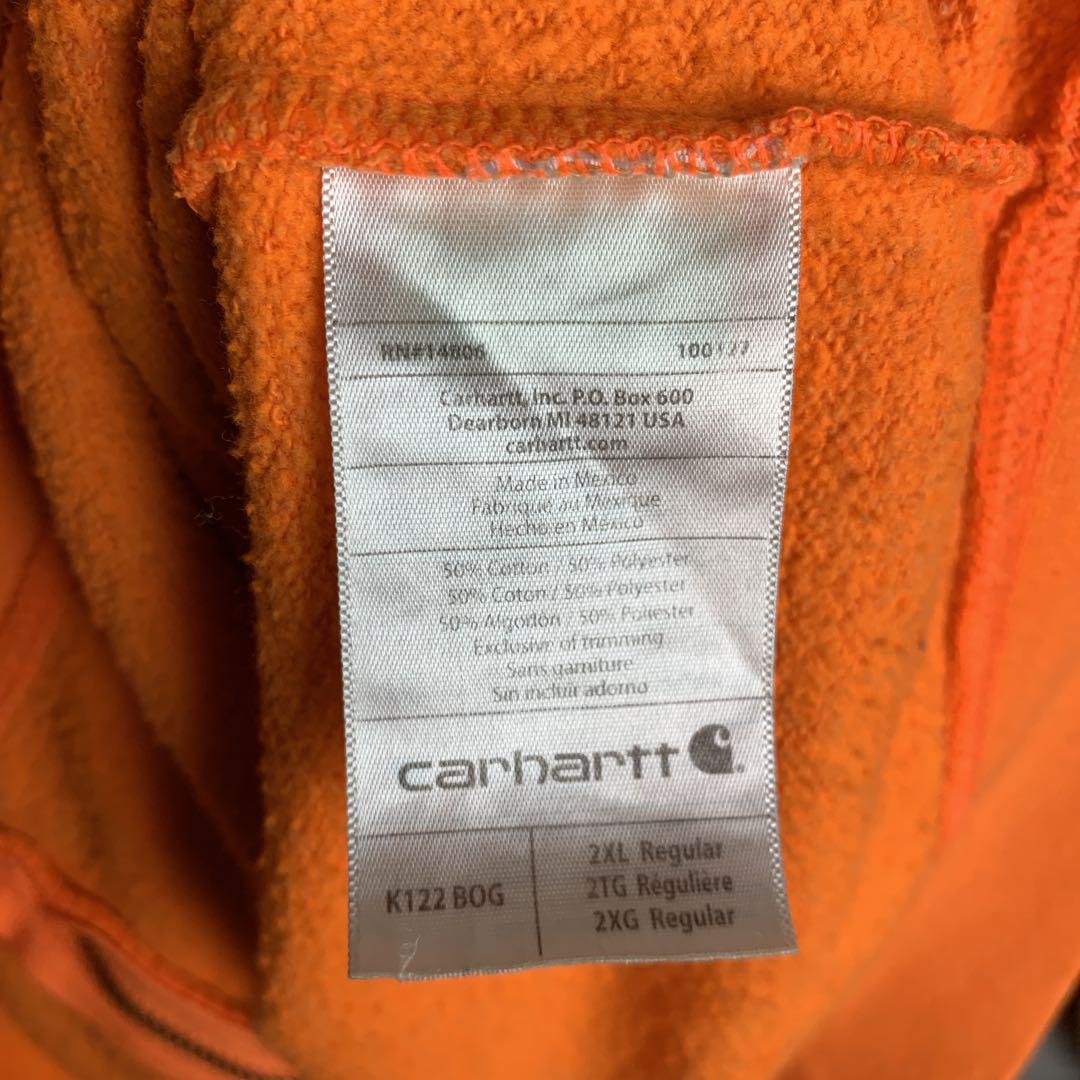 RN#14806 100127
Carhartt, Inc. P.O. Box 600
Dearborn MI 48121 USA
carhartt.com
Made in Mexico
Fabriqué au Mexique
Hecho en México
50% Cotton / 50% Polyester
50% Coton / 50% Polyester
50% Algodón / 50% Poliester
Exclusive of trimming
Sans garniture
Sin incluir adorno
carhartt
K122 BOG
2XL Regular
2TG Régulière
2XG Regular